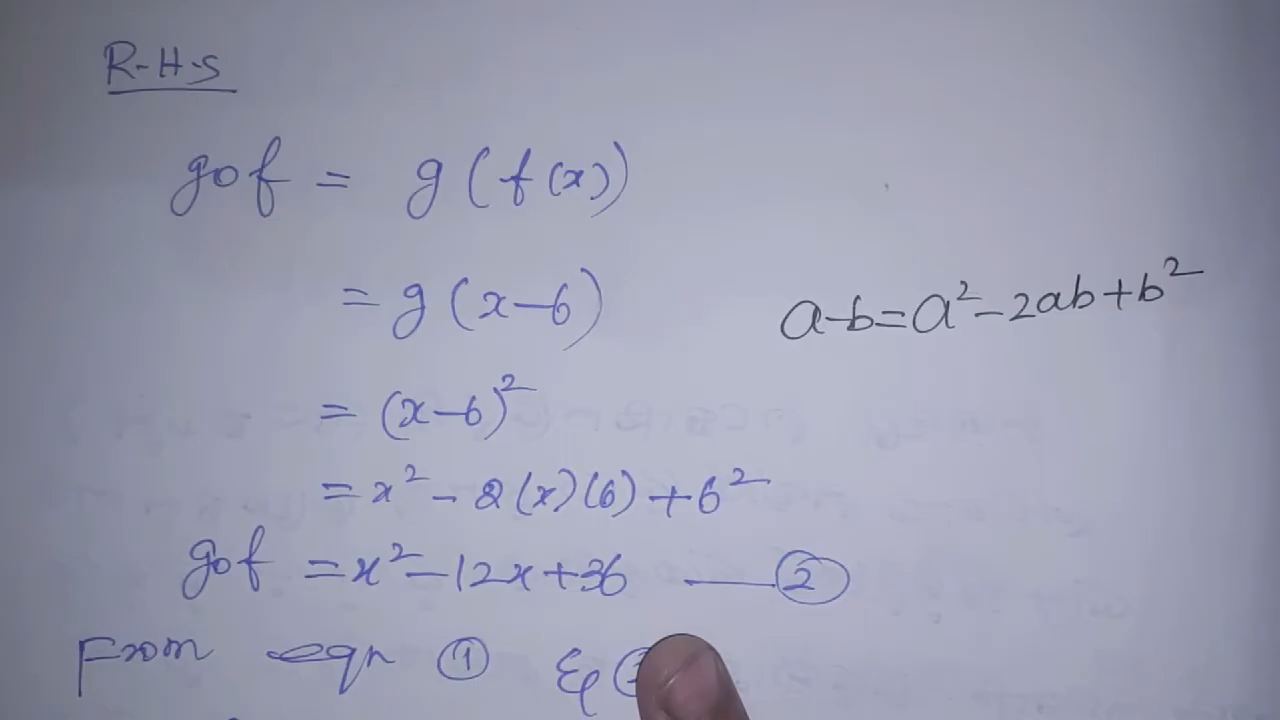 R-H-S
gof = g(f(x))
= g(x-6)
a-b=a²-2ab+b²
= (x-6)²
= x² - 2(x)(6) + 6²
gof = x²-12x+36 —— ②
From eqn ① &